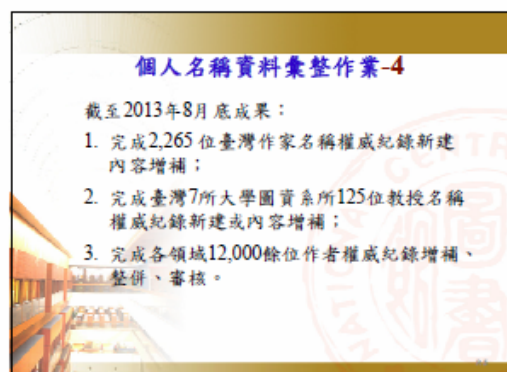 個人名稱資料彙整作業-4
截至2013年8月底成果：
1. 完成2,265位臺灣作家名稱權威紀錄新建
內容增補；
2. 完成臺灣7所大學圖資系所125位教授名稱
權威紀錄新建或內容增補；
3. 完成各領域12,000餘位作者權威紀錄增補、
整併、審核。